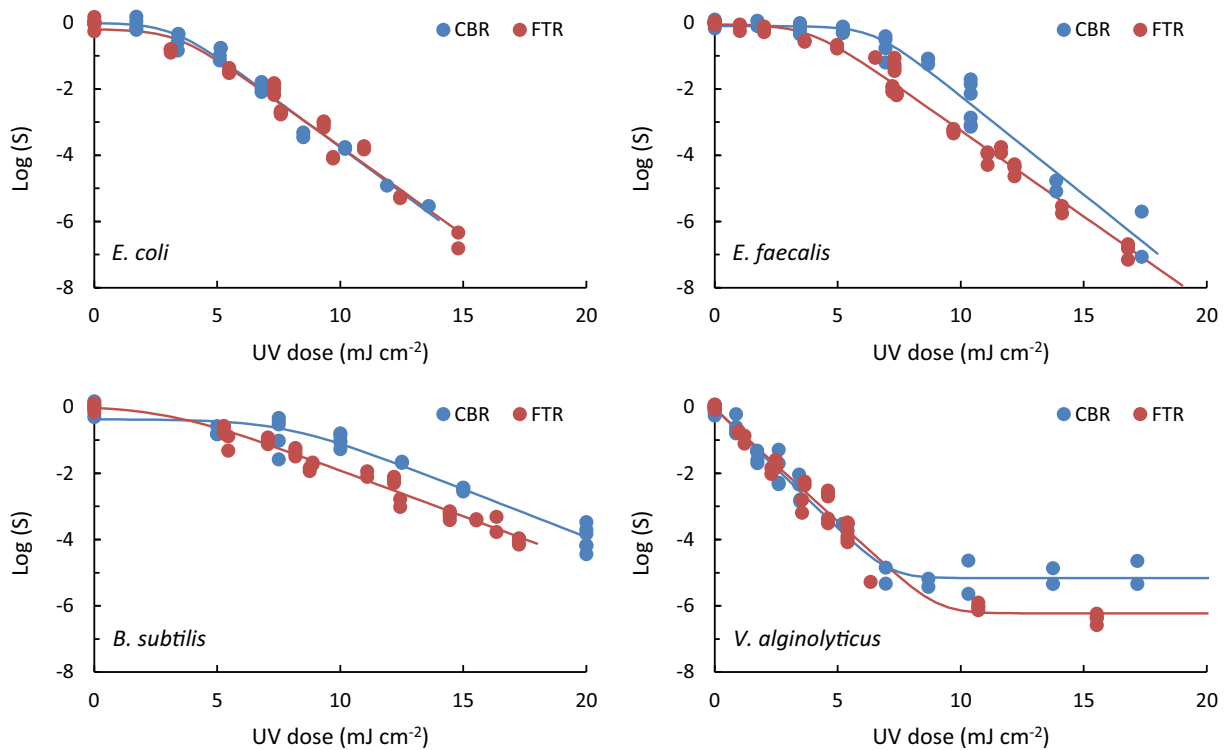 CBR FTR
0
-2
-4
-6
-8
Log (S)
E. coli
0 5 10 15 20
UV dose (mJ cm-2)
CBR FTR
0
-2
-4
-6
-8
Log (S)
E. faecalis
0 5 10 15 20
UV dose (mJ cm-2)
CBR FTR
0
-2
-4
-6
-8
Log (S)
B. subtilis
0 5 10 15 20
UV dose (mJ cm-2)
CBR FTR
0
-2
-4
-6
-8
Log (S)
V. alginolyticus
0 5 10 15 20
UV dose (mJ cm-2)